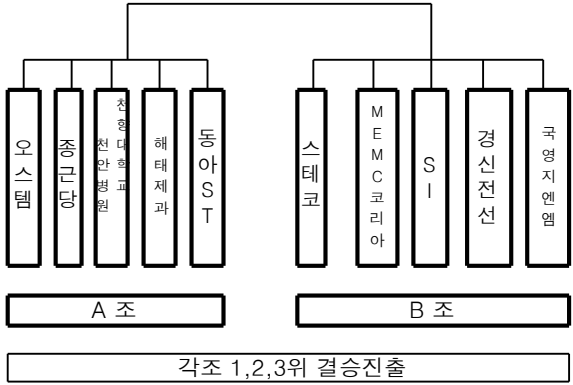 오스템
종근당
천향대학교
천안병원
해태제과
동아ST
스테코
MEMC코리아
SI
경신전선
국영지엔엠
A 조
B 조
각조 1,2,3위 결승진출